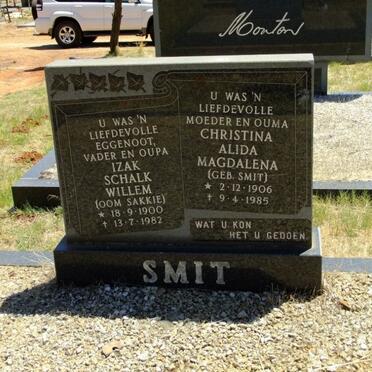 Mouton
U WAS 'N
LIEFDEVOLLE
EGGENOOT,
VADER EN OUPA
IZAK
SCHALK
WILLEM
(OOM SAKKIE)
* 18-9-1900
† 13-7-1982
U WAS 'N
LIEFDEVOLLE
MOEDER EN OUMA
CHRISTINA
ALIDA
MAGDALENA
(GEB. SMIT)
* 2-12-1906
† 9-4-1985
WAT U KON
HET U GEDOEN.
SMIT